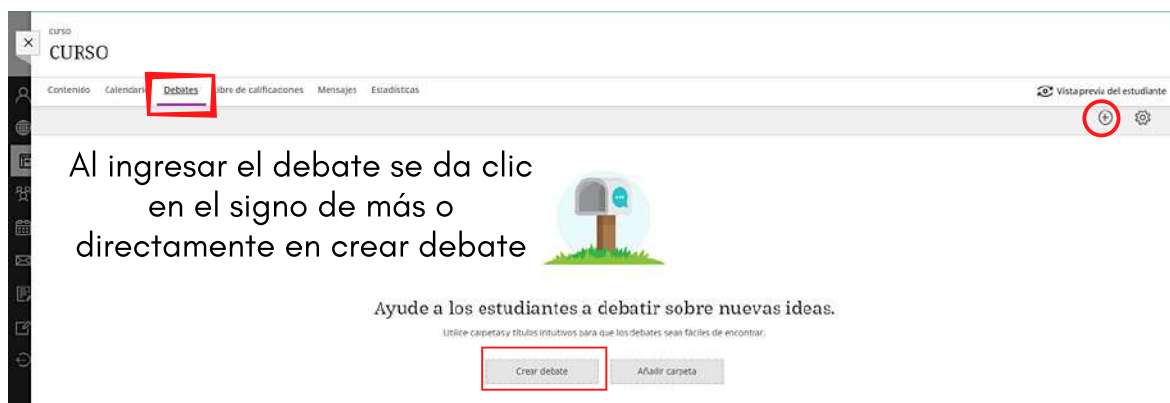 curso
CURSO
Contenido Calendario Debates Libro de calificaciones Mensajes Estadísticas
Vista previa del estudiante
Al ingresar el debate se da clic
en el signo de más o
directamente en crear debate
Ayude a los estudiantes a debatir sobre nuevas ideas.
Utilice carpetas y títulos intuitivos para que los debates sean fáciles de encontrar.
Crear debate Añadir carpeta